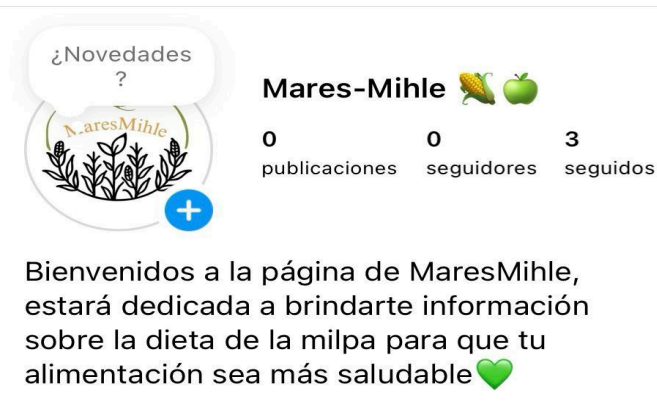 ¿Novedades
?
MaresMihle
Mares-Mihle 🌽🍏
0 0 3
publicaciones seguidores seguidos
Bienvenidos a la página de MaresMihle,
estará dedicada a brindarte información
sobre la dieta de la milpa para que tu
alimentación sea más saludable💚